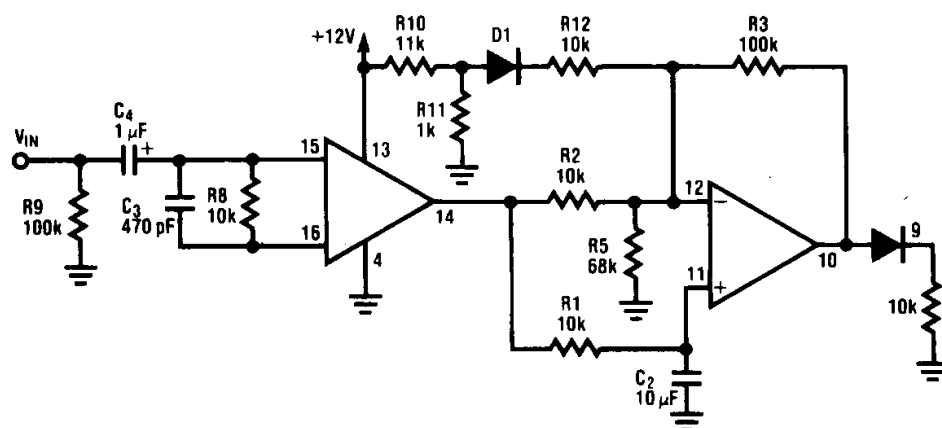 +12V
R10
11k
D1
R12
10k
R3
100k
R11
1k
C4
1 µF
+
VIN
15
13
R2
10k
12
−
R9
100k
C3
470 pF
R8
10k
14
16
4
R5
68k
11
+
10
9
R1
10k
10k
C2
10 µF